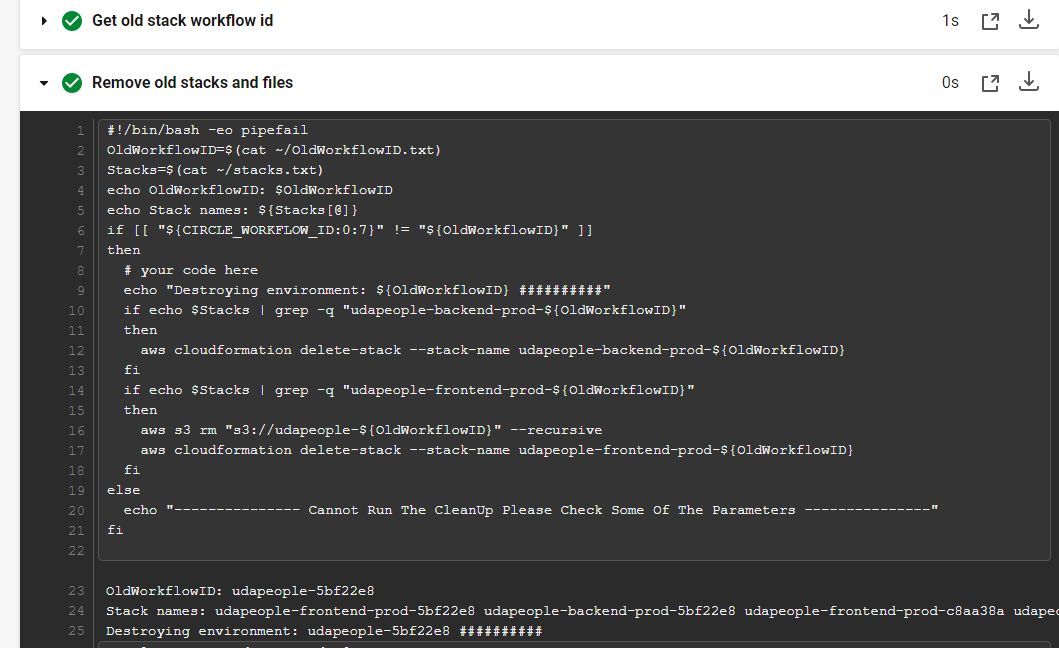 Get old stack workflow id 1s
Remove old stacks and files 0s
1 #!/bin/bash -eo pipefail
2 OldWorkflowID=$(cat ~/OldWorkflowID.txt)
3 Stacks=$(cat ~/stacks.txt)
4 echo OldWorkflowID: $OldWorkflowID
5 echo Stack names: ${Stacks[@]}
6 if [[ "${CIRCLE_WORKFLOW_ID:0:7}" != "${OldWorkflowID}" ]]
7 then
8 # your code here
9 echo "Destroying environment: ${OldWorkflowID} ##########"
10 if echo $Stacks | grep -q "udapeople-backend-prod-${OldWorkflowID}"
11 then
12 aws cloudformation delete-stack --stack-name udapeople-backend-prod-${OldWorkflowID}
13 fi
14 if echo $Stacks | grep -q "udapeople-frontend-prod-${OldWorkflowID}"
15 then
16 aws s3 rm "s3://udapeople-${OldWorkflowID}" --recursive
17 aws cloudformation delete-stack --stack-name udapeople-frontend-prod-${OldWorkflowID}
18 fi
19 else
20 echo "--------------- Cannot Run The CleanUp Please Check Some Of The Parameters ---------------"
21 fi
22
23 OldWorkflowID: udapeople-5bf22e8
24 Stack names: udapeople-frontend-prod-5bf22e8 udapeople-backend-prod-5bf22e8 udapeople-frontend-prod-c8aa38a
25 Destroying environment: udapeople-5bf22e8 ##########